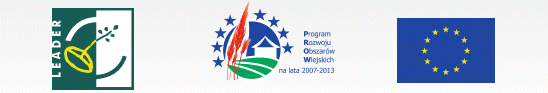 LEADER
Program
Rozwoju
Obszarów
Wiejskich
na lata 2007-2013